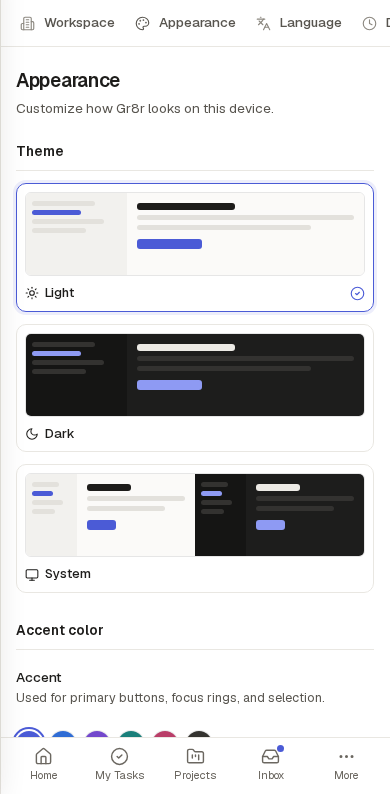 Workspace
Appearance
Language
Appearance
Customize how Gr8r looks on this device.
Theme
Light
Dark
System
Accent color
Accent
Used for primary buttons, focus rings, and selection.
Home
My Tasks
Projects
Inbox
More